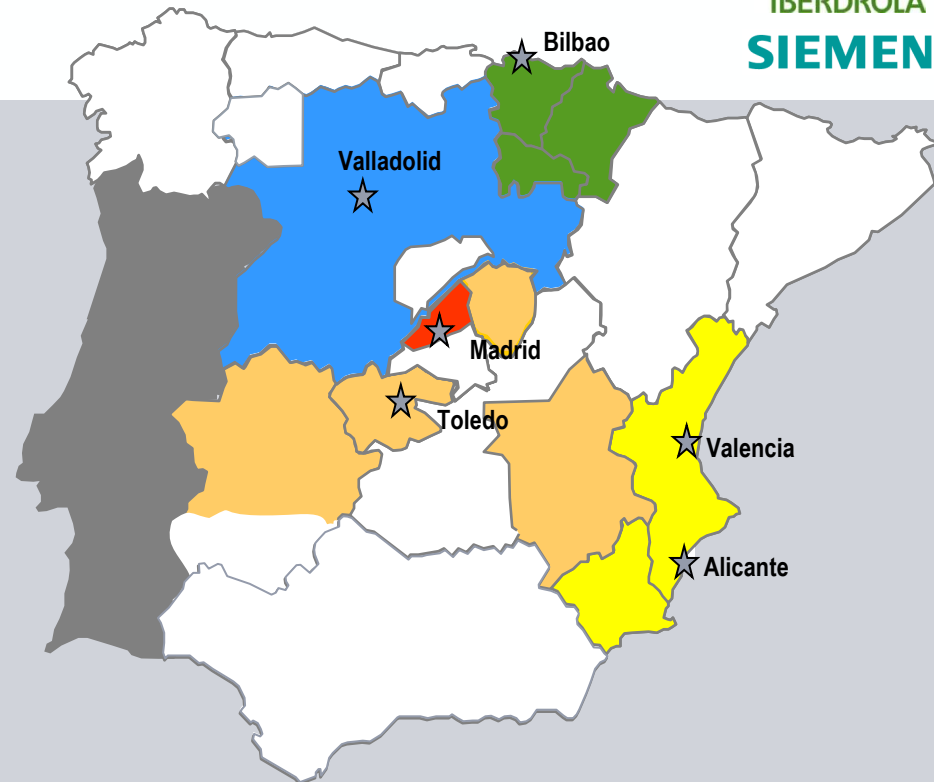 IBERDROLA
SIEMEN
Bilbao
Valladolid
Madrid
Toledo
Valencia
Alicante